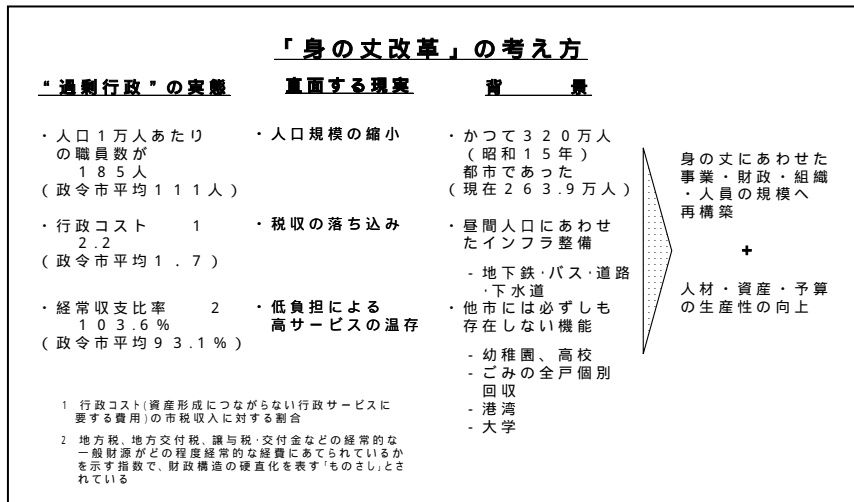 「身の丈改革」の考え方
“過剰行政”の実態
・人口１万人あたり
の職員数が
１８５人
（政令市平均１１１人）
・行政コスト 1
２.２
（政令市平均１．７）
・経常収支比率 2
１０３.６％
（政令市平均９３.１％）
直面する現実
・人口規模の縮小
・税収の落ち込み
・低負担による
高サービスの温存
背　景
・かつて３２０万人
（昭和１５年）
都市であった
（現在２６３.９万人）
・昼間人口にあわせ
たインフラ整備
- 地下鉄・バス・道路
・下水道
・他市には必ずしも
存在しない機能
- 幼稚園、高校
- ごみの全戸個別
回収
- 港湾
- 大学
身の丈にあわせた
事業・財政・組織
・人員の規模へ
再構築
+
人材・資産・予算
の生産性の向上
1 行政コスト(資産形成につながらない行政サービスに
要する費用)の市税収入に対する割合
2 地方税、地方交付税、譲与税・交付金などの経常的な
一般財源がどの程度経常的な経費にあてられているか
を示す指数で、財政構造の硬直化を表す「ものさし」とさ
れている